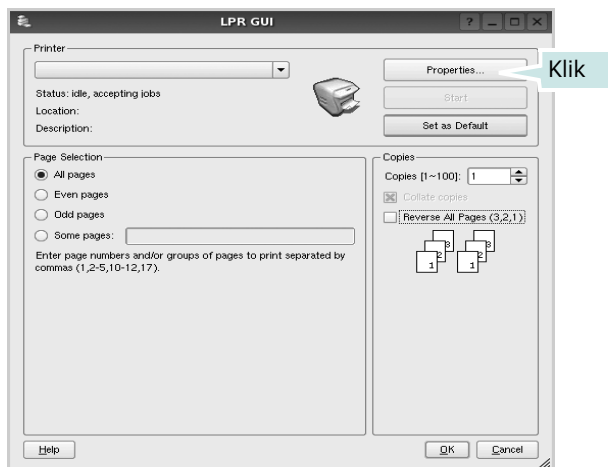 LPR GUI
Printer
Properties...
Klik
Status: idle, accepting jobs
Start
Location:
Description:
Set as Default
Page Selection
All pages
Even pages
Odd pages
Some pages:
Enter page numbers and/or groups of pages to print separated by
commas (1,2-5,10-12,17).
Copies
Copies [1~100]: 1
Collate copies
Reverse All Pages (3,2,1)
3 3
2 2
1 1
Help
OK
Cancel